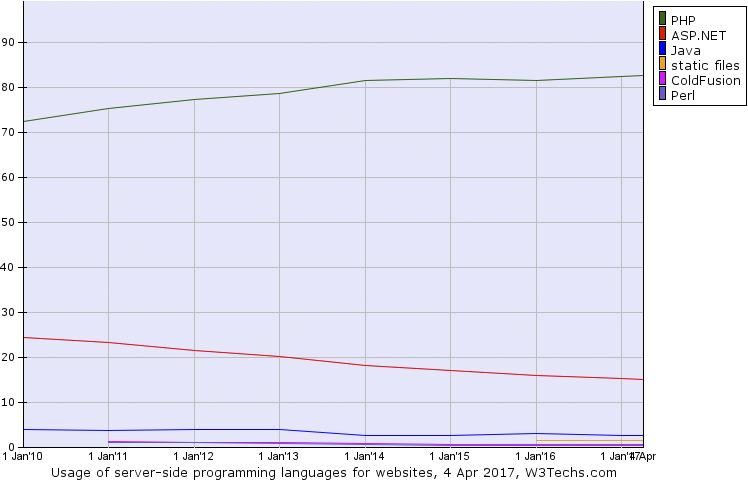 PHP
ASP.NET
Java
static files
ColdFusion
Perl
90
80
70
60
50
40
30
20
10
0
1 Jan'10 1 Jan'11 1 Jan'12 1 Jan'13 1 Jan'14 1 Jan'15 1 Jan'16 1 Jan'17 4 Apr
Usage of server-side programming languages for websites, 4 Apr 2017, W3Techs.com